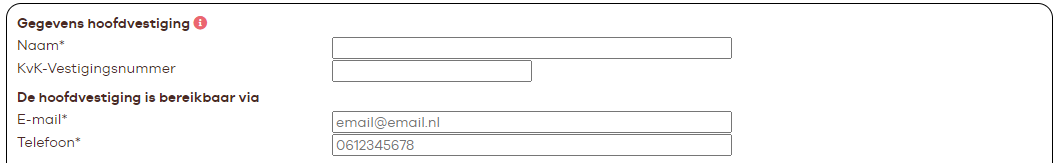 Gegevens hoofdvestiging
Naam*
KvK-Vestigingsnummer
De hoofdvestiging is bereikbaar via
E-mail* email@email.nl
Telefoon* 0612345678